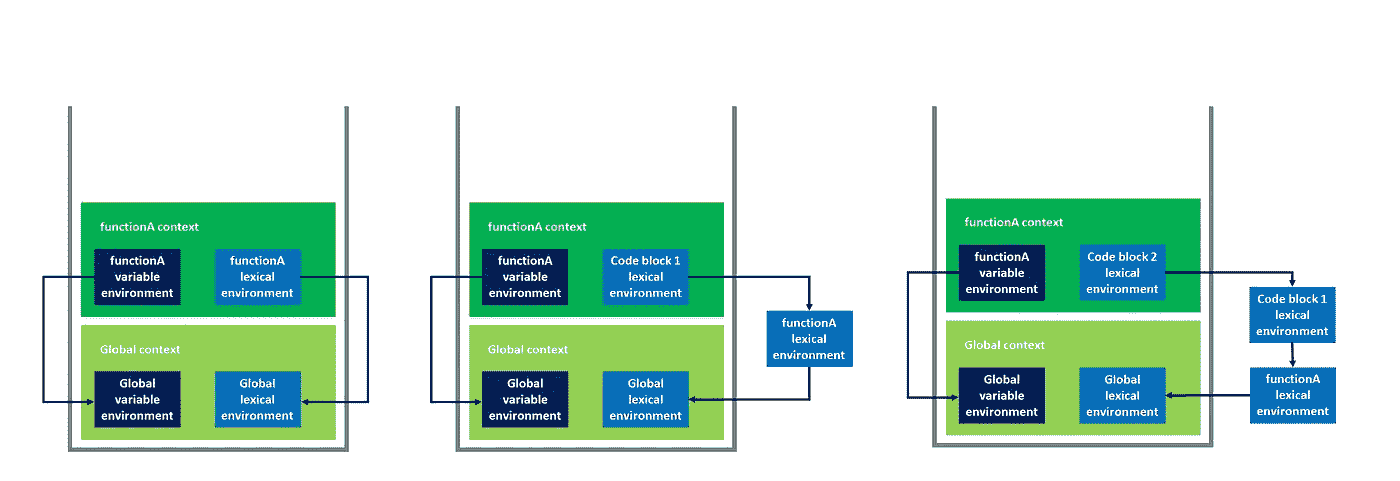 functionA context
functionA
variable
environment
functionA
lexical
environment
Global context
Global
variable
environment
Global
lexical
environment
functionA context
functionA
variable
environment
Code block 1
lexical
environment
functionA
lexical
environment
Global context
Global
variable
environment
Global
lexical
environment
functionA context
functionA
variable
environment
Code block 2
lexical
environment
Code block 1
lexical
environment
Global context
Global
variable
environment
Global
lexical
environment
functionA
lexical
environment